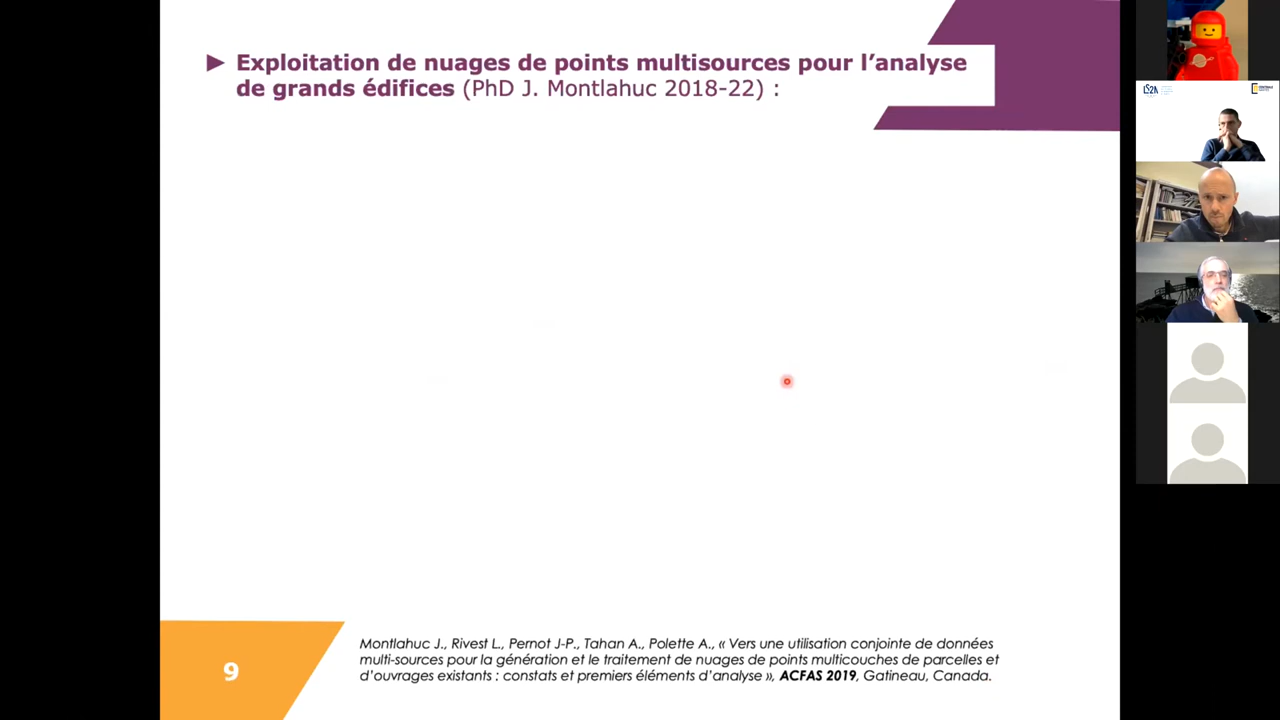 ► Exploitation de nuages de points multisources pour l’analyse
de grands édifices (PhD J. Montlahuc 2018-22) :
LS2N
Montlahuc J., Rivest L., Pernot J-P., Tahan A., Polette A., « Vers une utilisation conjointe de données
multi-sources pour la génération et le traitement de nuages de points multicouches de parcelles et
d’ouvrages existants : constats et premiers éléments d’analyse », ACFAS 2019, Gatineau, Canada.
9